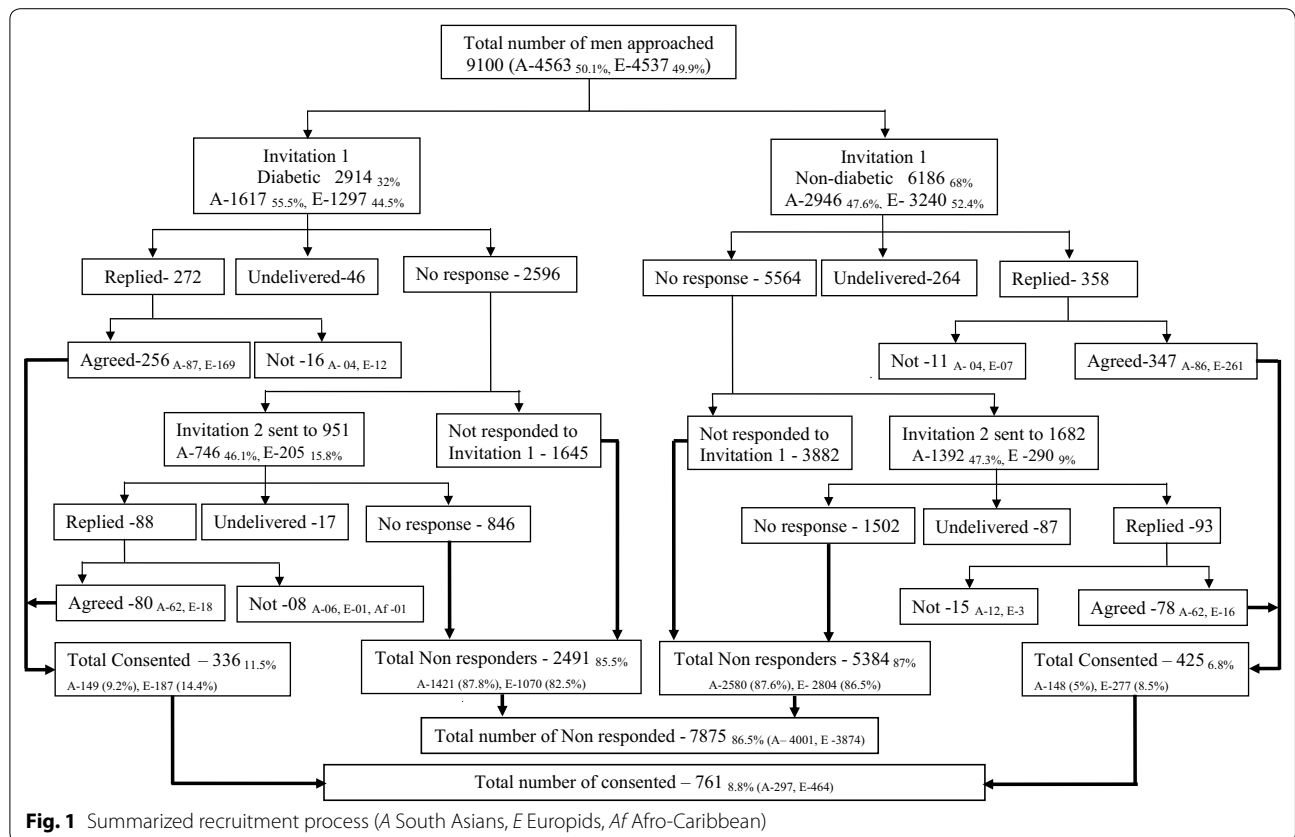 Total number of men approached
9100 (A-4563 50.1%, E-4537 49.9%)
Invitation 1
Diabetic 2914 32%
A-1617 55.5%, E-1297 44.5%
Invitation 1
Non-diabetic 6186 68%
A-2946 47.6%, E- 3240 52.4%
Replied- 272
Undelivered-46
No response - 2596
No response - 5564
Undelivered-264
Replied- 358
Agreed-256 A-87, E-169
Not -16 A- 04, E-12
Not -11 A- 04, E-07
Agreed-347 A-86, E-261
Invitation 2 sent to 951
A-746 46.1%, E-205 15.8%
Not responded to
Invitation 1 - 1645
Not responded to
Invitation 1 - 3882
Invitation 2 sent to 1682
A-1392 47.3%, E -290 9%
Replied -88
Undelivered -17
No response - 846
No response - 1502
Undelivered -87
Replied -93
Agreed -80 A-62, E-18
Not -08 A-06, E-01, Af -01
Not -15 A-12, E-3
Agreed -78 A-62, E-16
Total Consented – 336 11.5%
A-149 (9.2%), E-187 (14.4%)
Total Non responders - 2491 85.5%
A-1421 (87.8%), E-1070 (82.5%)
Total Non responders - 5384 87%
A-2580 (87.6%), E- 2804 (86.5%)
Total Consented – 425 6.8%
A-148 (5%), E-277 (8.5%)
Total number of Non responded - 7875 86.5% (A– 4001, E -3874)
Total number of consented – 761 8.8% (A-297, E-464)
Fig. 1 Summarized recruitment process (A South Asians, E Europids, Af Afro-Caribbean)